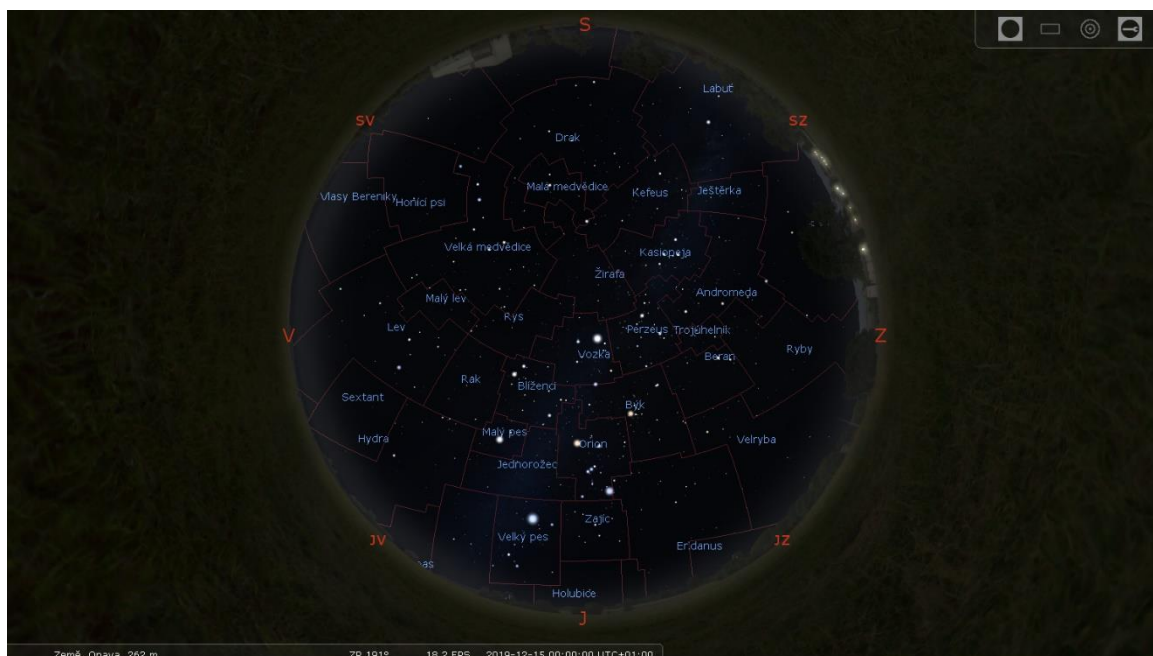 S
Labuť
SV
SZ
Drak
Malá medvědice
Kefeus
Ještěrka
Vlasy Bereniky
Honicí psi
Velká medvědice
Kasiopeja
Žirafa
Malý lev
Andromeda
Rys
Lev
Perzeus
Trojúhelník
V
Z
Vozka
Beran
Ryby
Rak
Blíženci
Sextant
Býk
Malý pes
Hydra
Orion
Velryba
Jednorožec
Zajíc
JV
Velký pes
JZ
Eridanus
pas
Holubice
J
Země, Opava, 262 m
ZP 191° 18.2 FPS 2019-12-15 00:00:00 UTC+01:00